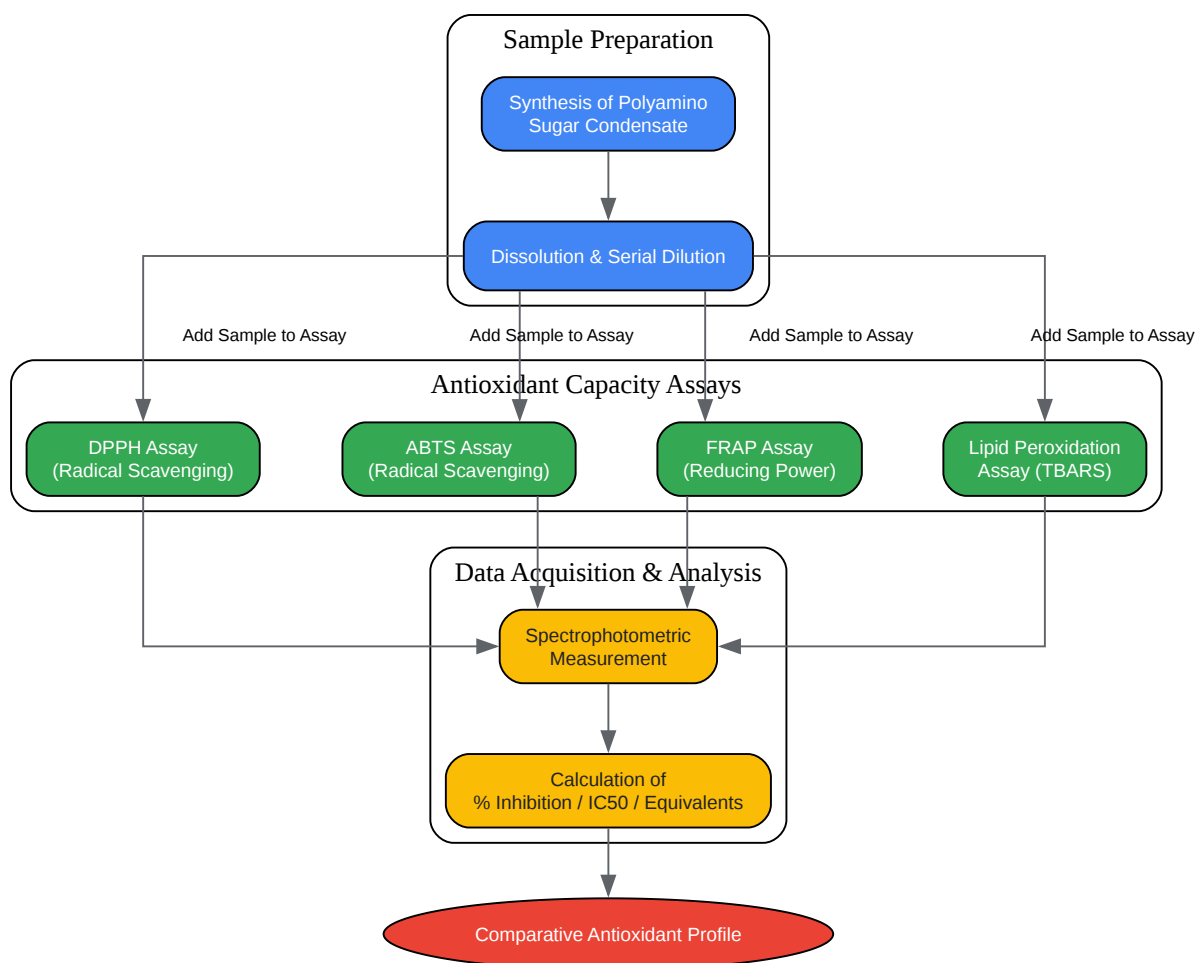 Sample Preparation
Synthesis of Polyamino
Sugar Condensate
Dissolution & Serial Dilution
Add Sample to Assay
Add Sample to Assay
Add Sample to Assay
Add Sample to Assay
Antioxidant Capacity Assays
DPPH Assay
(Radical Scavenging)
ABTS Assay
(Radical Scavenging)
FRAP Assay
(Reducing Power)
Lipid Peroxidation
Assay (TBARS)
Data Acquisition & Analysis
Spectrophotometric
Measurement
Calculation of
% Inhibition / IC50 / Equivalents
Comparative Antioxidant Profile